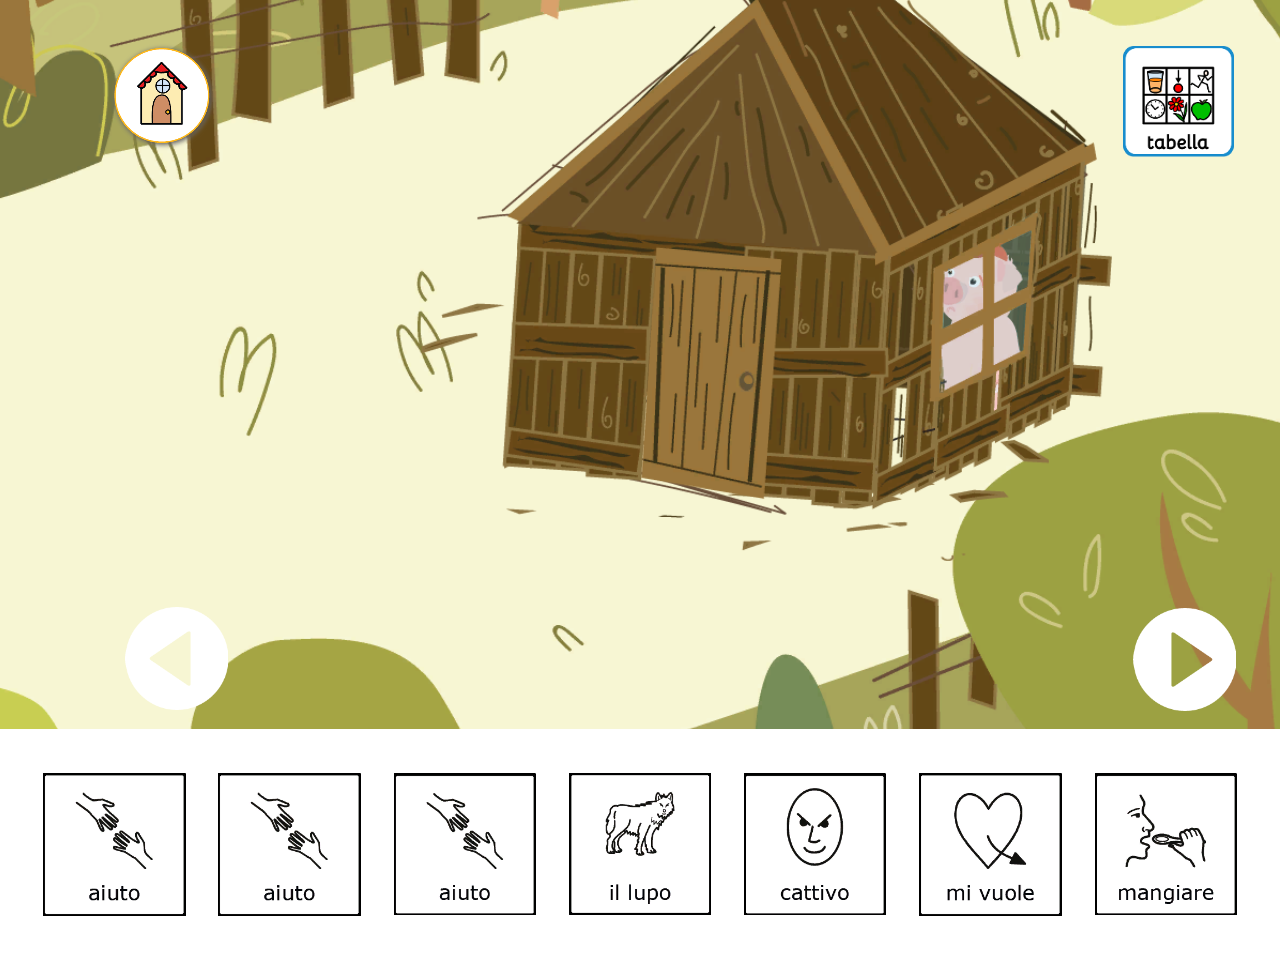 tabella
aiuto
aiuto
aiuto
il lupo
cattivo
mi vuole
mangiare